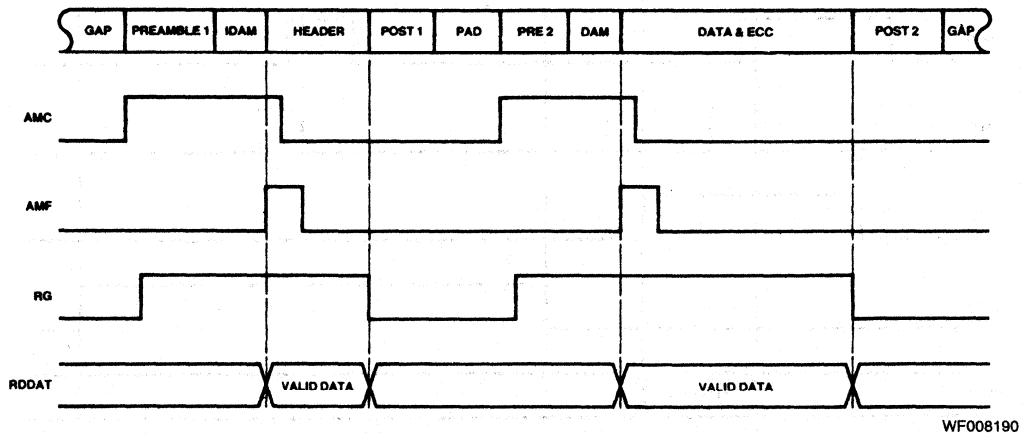 GAP PREAMBLE 1 IDAM HEADER POST 1 PAD PRE 2 DAM DATA & ECC POST 2 GAP
AMC
AMF
RG
RDDAT VALID DATA VALID DATA
WF008190